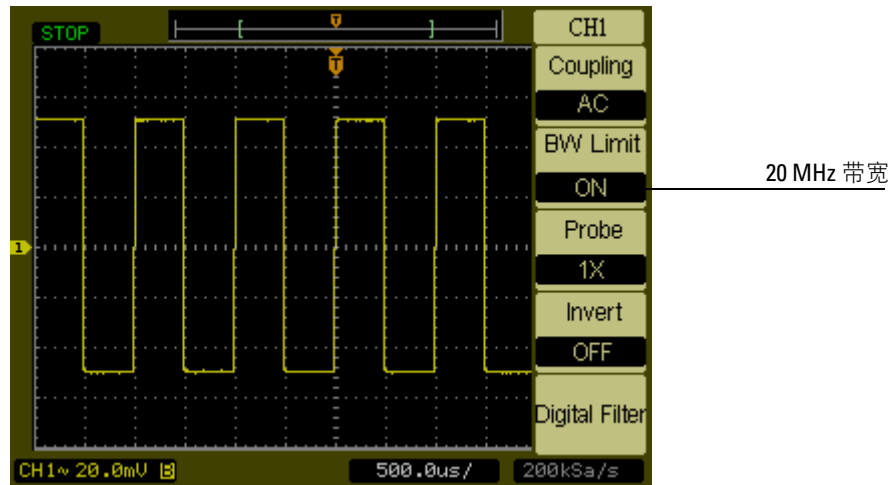 STOP
T
T
1
CH1
Coupling
AC
BW Limit
ON
Probe
1X
Invert
OFF
Digital Filter
20 MHz 带宽
CH1~ 20.0mV B
500.0us/
200kSa/s